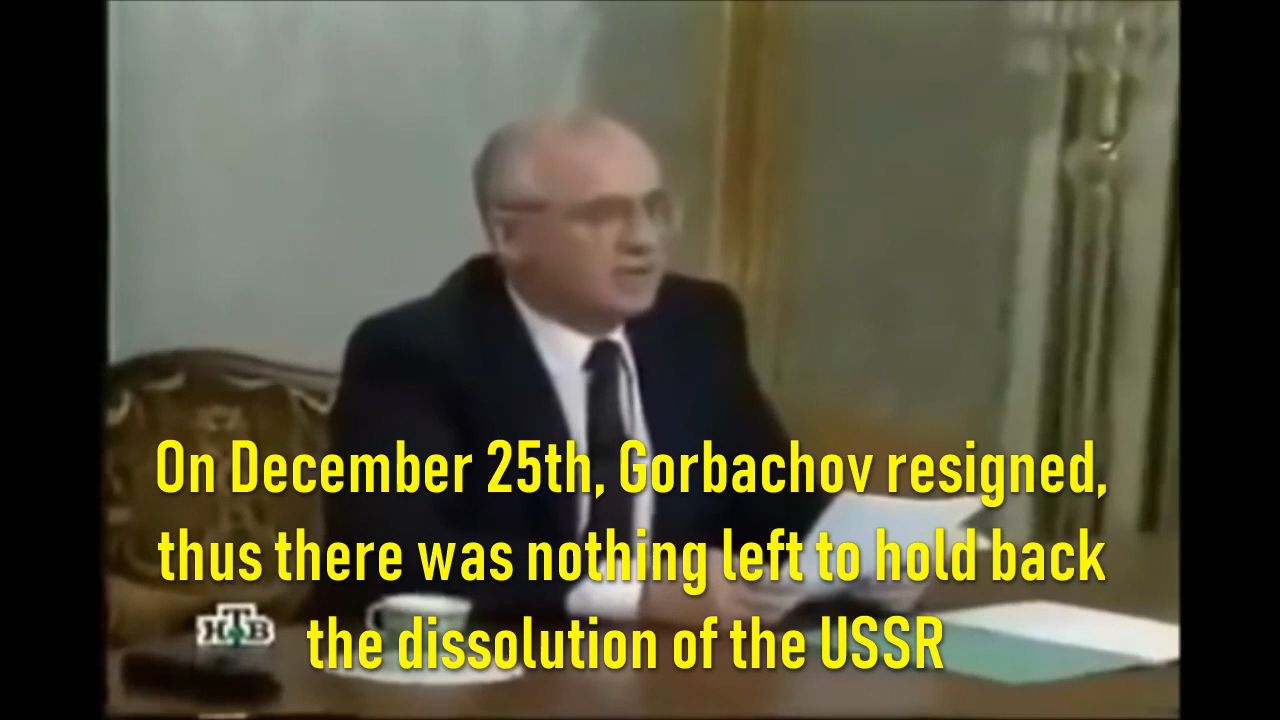 On December 25th, Gorbachov resigned,
thus there was nothing left to hold back
the dissolution of the USSR
НТВ